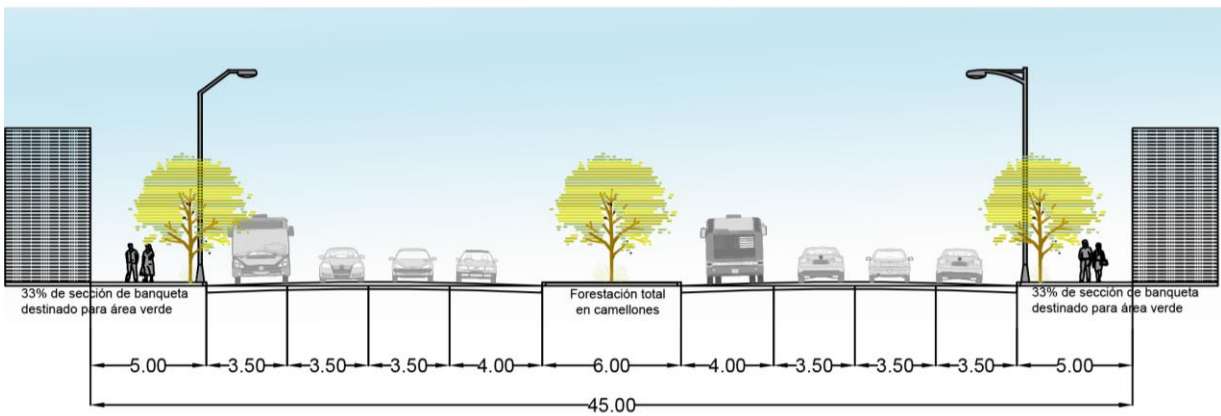 33% de sección de banqueta
destinado para área verde
Forestación total
en camellones
33% de sección de banqueta
destinado para área verde
5.00 3.50 3.50 3.50 4.00 6.00 4.00 3.50 3.50 3.50 5.00
45.00